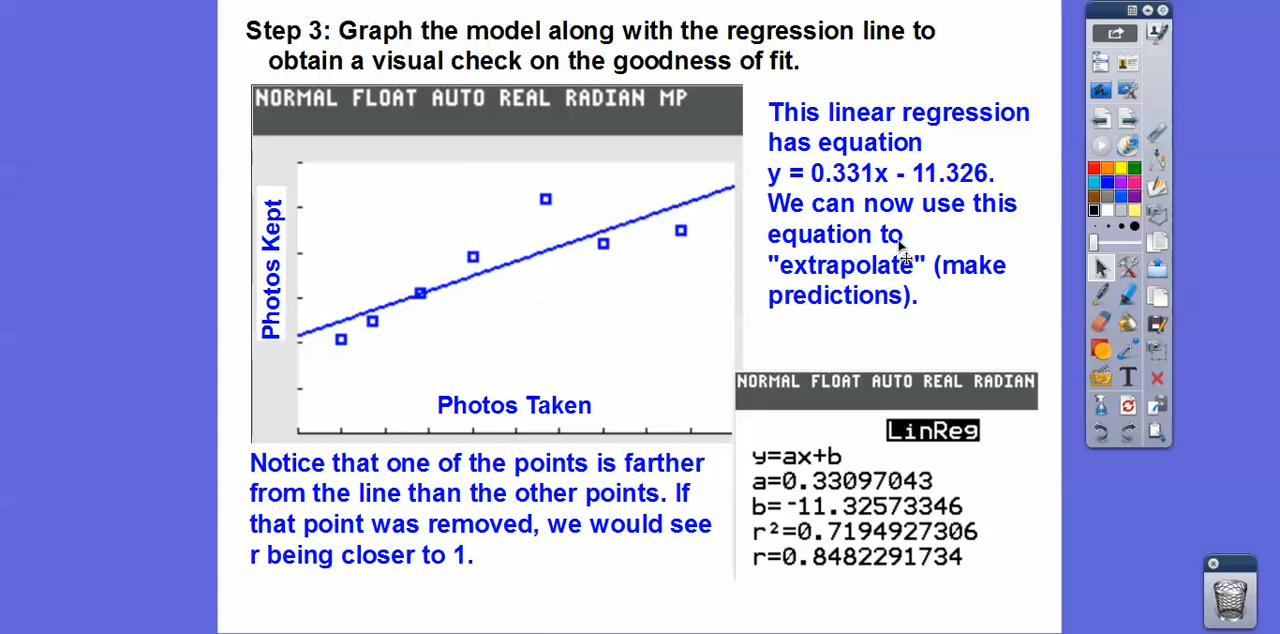 Step 3: Graph the model along with the regression line to
obtain a visual check on the goodness of fit.
NORMAL FLOAT AUTO REAL RADIAN MP
Photos Kept
Photos Taken
This linear regression
has equation
y = 0.331x - 11.326.
We can now use this
equation to
"extrapolate" (make
predictions).
Notice that one of the points is farther
from the line than the other points. If
that point was removed, we would see
r being closer to 1.
NORMAL FLOAT AUTO REAL RADIAN
LinReg
y=ax+b
a=0.33097043
b=-11.32573346
r²=0.7194927306
r=0.8482291734